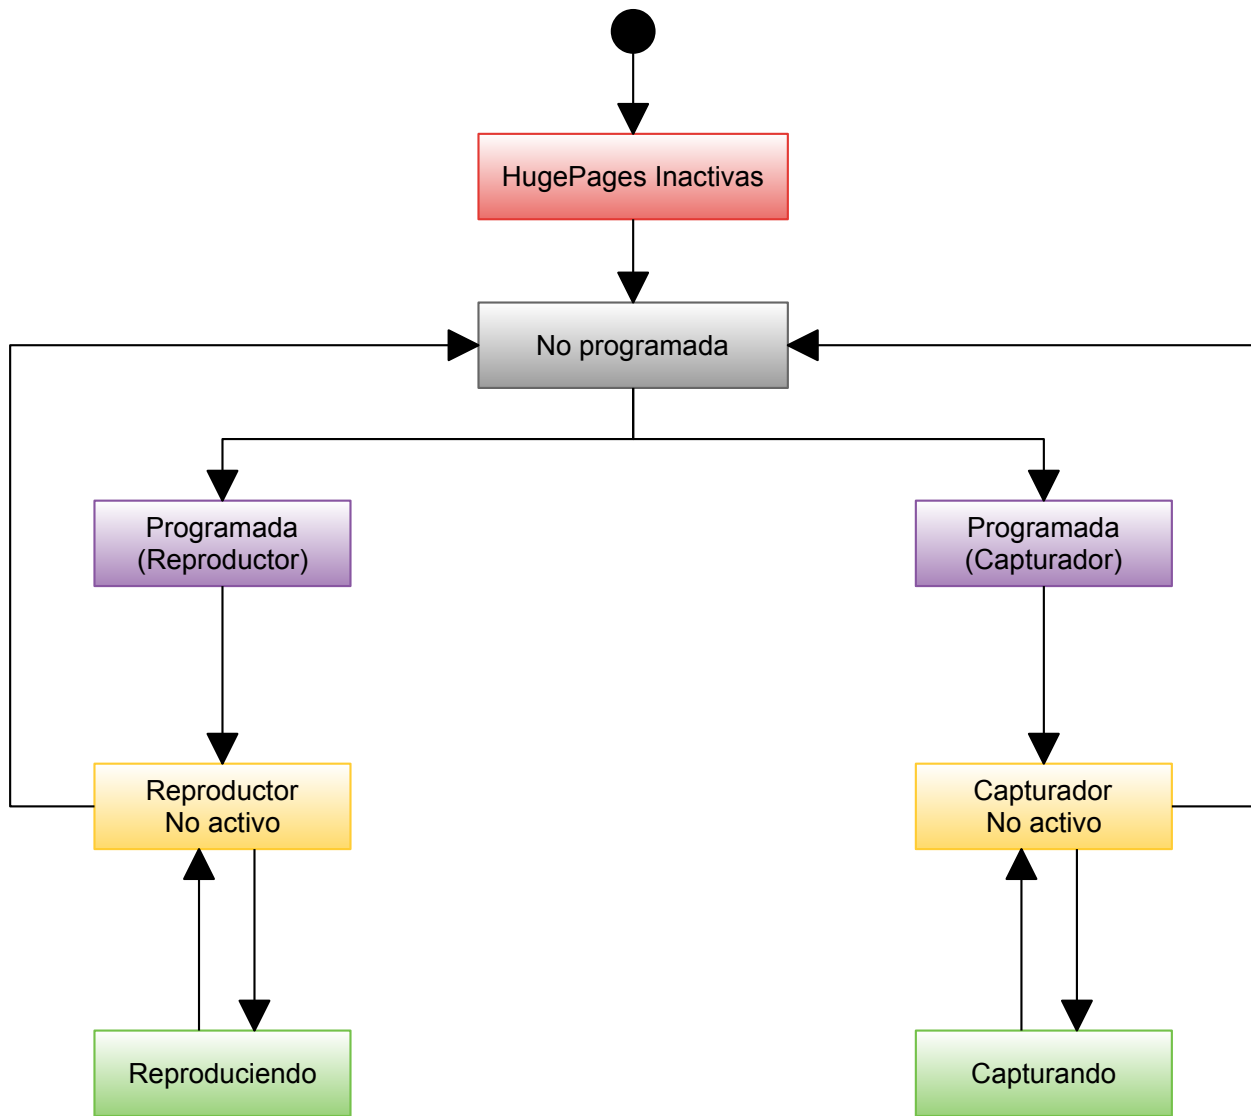 HugePages Inactivas
No programada
Programada
(Reproductor)
Programada
(Capturador)
Reproductor
No activo
Capturador
No activo
Reproduciendo
Capturando